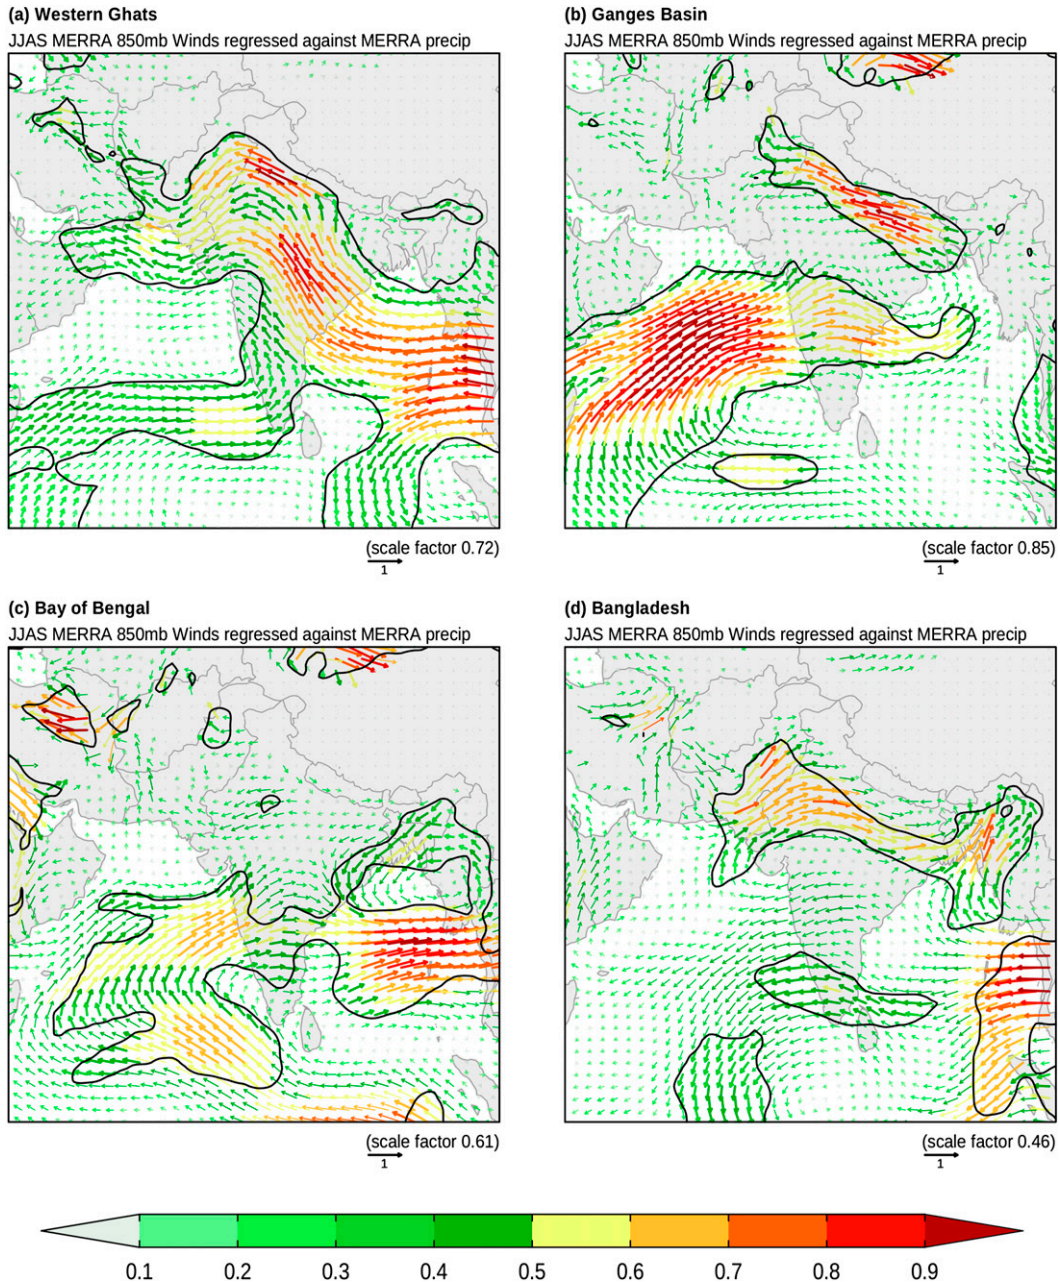 (a) Western Ghats
JJAS MERRA 850mb Winds regressed against MERRA precip
(scale factor 0.72)
1
(b) Ganges Basin
JJAS MERRA 850mb Winds regressed against MERRA precip
(scale factor 0.85)
1
(c) Bay of Bengal
JJAS MERRA 850mb Winds regressed against MERRA precip
(scale factor 0.61)
1
(d) Bangladesh
JJAS MERRA 850mb Winds regressed against MERRA precip
(scale factor 0.46)
1
0.1 0.2 0.3 0.4 0.5 0.6 0.7 0.8 0.9